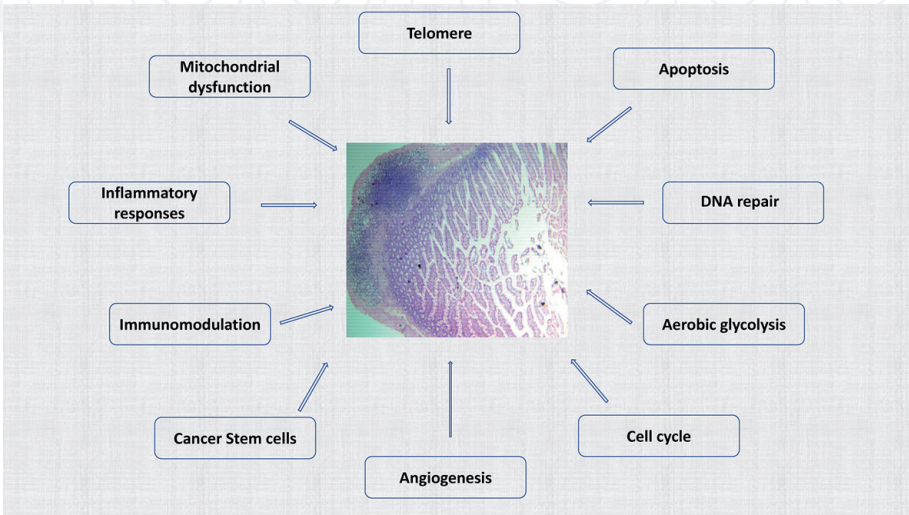 Telomere
Mitochondrial
dysfunction
Apoptosis
Inflammatory
responses
DNA repair
Immunomodulation
Aerobic glycolysis
Cancer Stem cells
Cell cycle
Angiogenesis